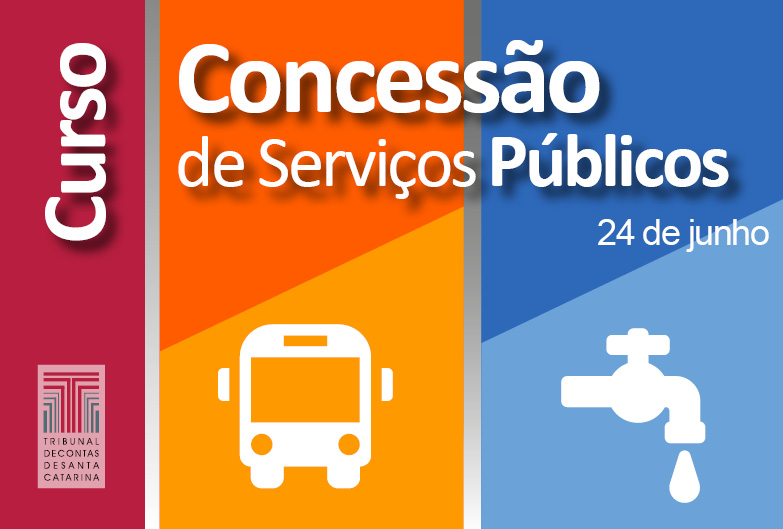 Curso
Concessão
de Serviços Públicos
24 de junho
TRIBUNAL
DECONTAS
DESANTA
CATARINA